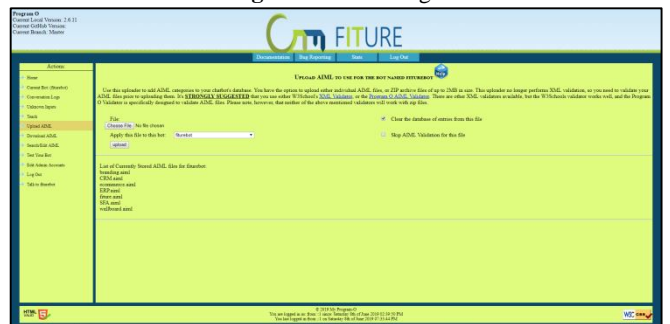 Program O
Current Local Version: 2.6.11
Current GitHub Version:
Current Branch: Master
Cm FITURE
Documentation Bug Reporting Tests Log Out
Actions:
Home
Current Bot: (fiturebot)
Conversation Logs
Unknown Inputs
Teach
Upload AIML
Download AIML
Search/Edit AIML
Test Your Bot
Edit Admin Accounts
Log Out
Talk to fiturebot
UPLOAD AIML TO USE FOR THE BOT NAMED FITUREBOT
Help
Use this uploader to add AIML categories to your chatbot's database. You have the option to upload either individual AIML files, or ZIP archive files of up to 2MB in size. This uploader no longer performs XML validation, so you need to validate your
AIML files prior to uploading them. It's STRONGLY SUGGESTED that you use either W3School's XML Validator, or the Program O AIML Validator. There are other XML validators available, but the W3Schools validator works well, and the Program
O Validator is specifically designed to validate AIML files. Please note, however, that neither of the above mentioned validators will work with zip files.
File:
Choose File No file chosen
Clear the database of entries from this file
Apply this file to this bot: fiturebot
Skip AIML Validation for this file
upload
List of Currently Stored AIML files for fiturebot:
branding.aiml
CRM.aiml
ecommerce.aiml
ERP.aiml
fiture.aiml
SFA.aiml
wallboard.aiml
HTML
© 2019 My Program-O
W3C css